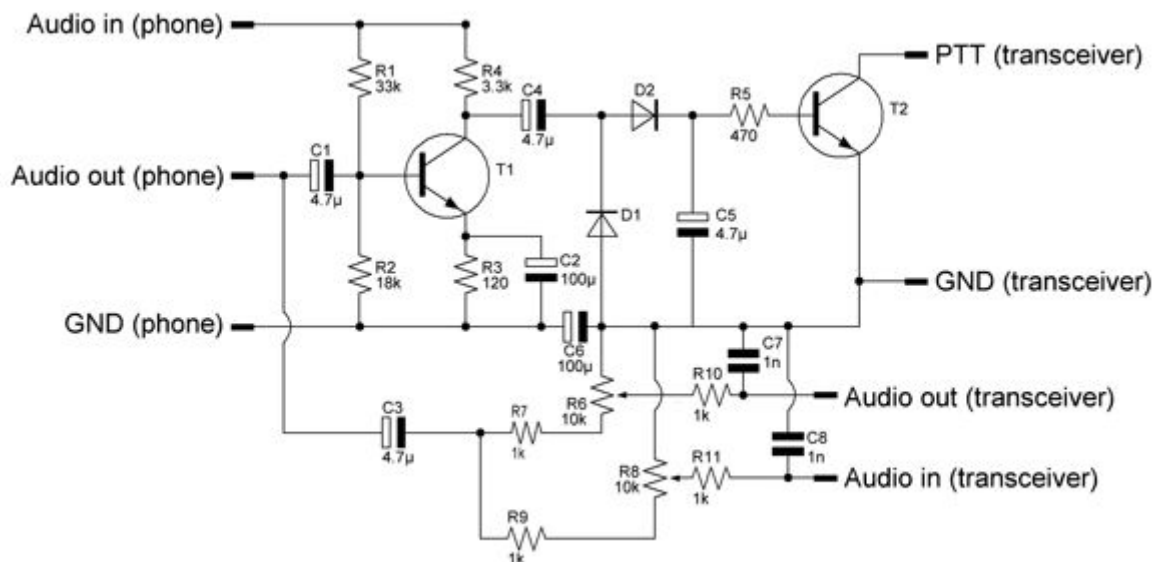 Audio in (phone)
PTT (transceiver)
R1
33k
R4
3.3k
C4
4.7µ
D2
R5
470
T2
Audio out (phone)
C1
4.7µ
T1
D1
C5
4.7µ
R2
18k
R3
120
C2
100µ
GND (transceiver)
GND (phone)
C6
100µ
C7
1n
R6
10k
R10
1k
Audio out (transceiver)
C3
4.7µ
R7
1k
R8
10k
R11
1k
C8
1n
Audio in (transceiver)
R9
1k